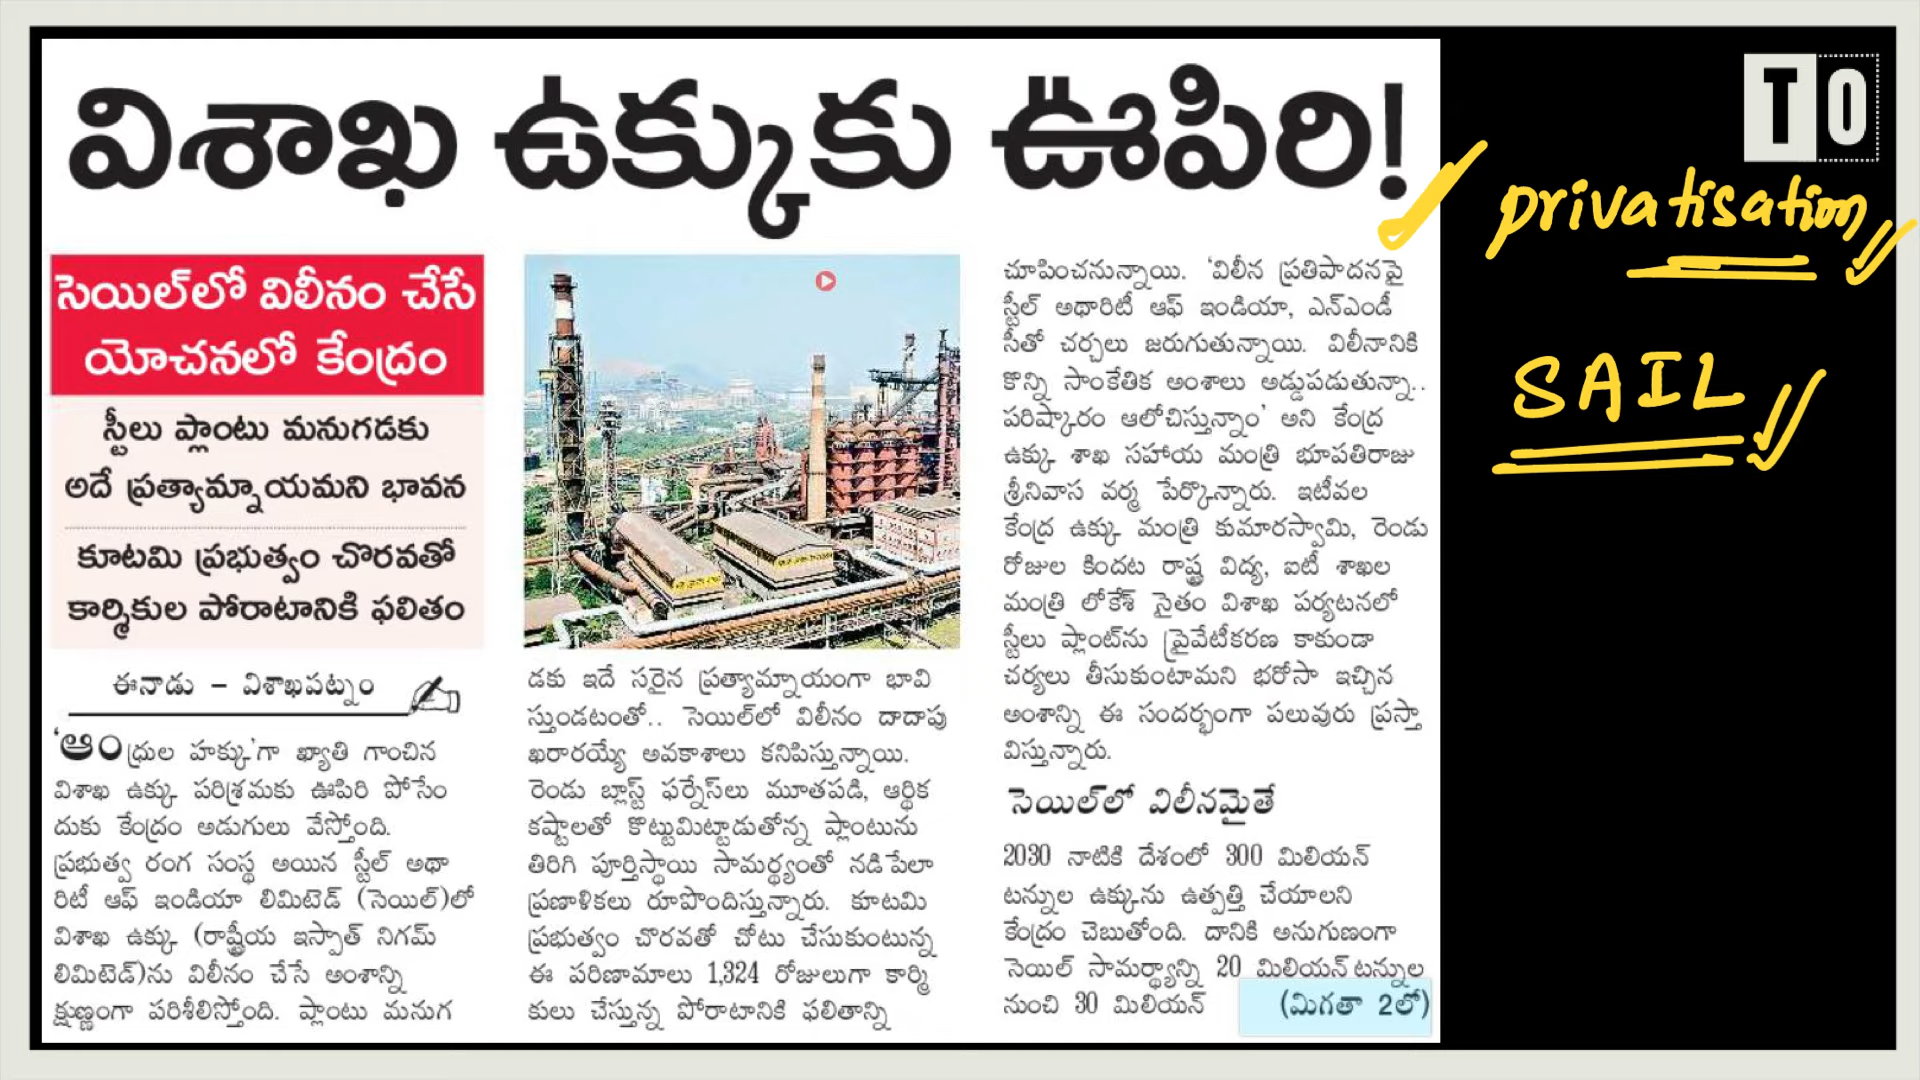 విశాఖ ఉక్కుకు ఊపిరి!
TO
privatisation
SAIL
సెయిల్‌లో విలీనం చేసే
యోచనలో కేంద్రం
స్టీలు ప్లాంటు మనుగడకు
అదే ప్రత్యామ్నాయమని భావన
కూటమి ప్రభుత్వం చొరవతో
కార్మికుల పోరాటానికి ఫలితం
ఈనాడు – విశాఖపట్నం
'ఆంధ్రుల హక్కు'గా ఖ్యాతి గాంచిన
విశాఖ ఉక్కు పరిశ్రమకు ఊపిరి పోసేం
దుకు కేంద్రం అడుగులు వేస్తోంది.
ప్రభుత్వ రంగ సంస్థ అయిన స్టీల్ అథా
రిటీ ఆఫ్ ఇండియా లిమిటెడ్ (సెయిల్)లో
విశాఖ ఉక్కు (రాష్ట్రీయ ఇస్పాత్ నిగమ్
లిమిటెడ్)ను విలీనం చేసే అంశాన్ని
క్షుణ్ణంగా పరిశీలిస్తోంది. ప్లాంటు మనుగ
డకు ఇదే సరైన ప్రత్యామ్నాయంగా భావి
స్తుండటంతో.. సెయిల్‌లో విలీనం దాదాపు
ఖరారయ్యే అవకాశాలు కనిపిస్తున్నాయి.
రెండు బ్లాస్ట్ ఫర్నేస్‌లు మూతపడి, ఆర్థిక
కష్టాలతో కొట్టుమిట్టాడుతోన్న ప్లాంటును
తిరిగి పూర్తిస్థాయి సామర్థ్యంతో నడిపేలా
ప్రణాళికలు రూపొందిస్తున్నారు. కూటమి
ప్రభుత్వం చొరవతో చోటు చేసుకుంటున్న
ఈ పరిణామాలు 1,324 రోజులుగా కార్మి
కులు చేస్తున్న పోరాటానికి ఫలితాన్ని
చూపించనున్నాయి. 'విలీన ప్రతిపాదనపై
స్టీల్ అథారిటీ ఆఫ్ ఇండియా, ఎన్ఎండీ
సీతో చర్చలు జరుగుతున్నాయి. విలీనానికి
కొన్ని సాంకేతిక అంశాలు అడ్డుపడుతున్నా..
పరిష్కారం ఆలోచిస్తున్నాం' అని కేంద్ర
ఉక్కు శాఖ సహాయ మంత్రి భూపతిరాజు
శ్రీనివాస వర్మ పేర్కొన్నారు. ఇటీవల
కేంద్ర ఉక్కు మంత్రి కుమారస్వామి, రెండు
రోజుల కిందట రాష్ట్ర విద్య, ఐటీ శాఖల
మంత్రి లోకేశ్ సైతం విశాఖ పర్యటనలో
స్టీలు ప్లాంట్‌ను ప్రైవేటీకరణ కాకుండా
చర్యలు తీసుకుంటామని భరోసా ఇచ్చిన
అంశాన్ని ఈ సందర్భంగా పలువురు ప్రస్తా
విస్తున్నారు.
సెయిల్‌లో విలీనమైతే
2030 నాటికి దేశంలో 300 మిలియన్
టన్నుల ఉక్కును ఉత్పత్తి చేయాలని
కేంద్రం చెబుతోంది. దానికి అనుగుణంగా
సెయిల్ సామర్థ్యాన్ని 20 మిలియన్ టన్నుల
నుంచి 30 మిలియన్ (మిగతా 2లో)